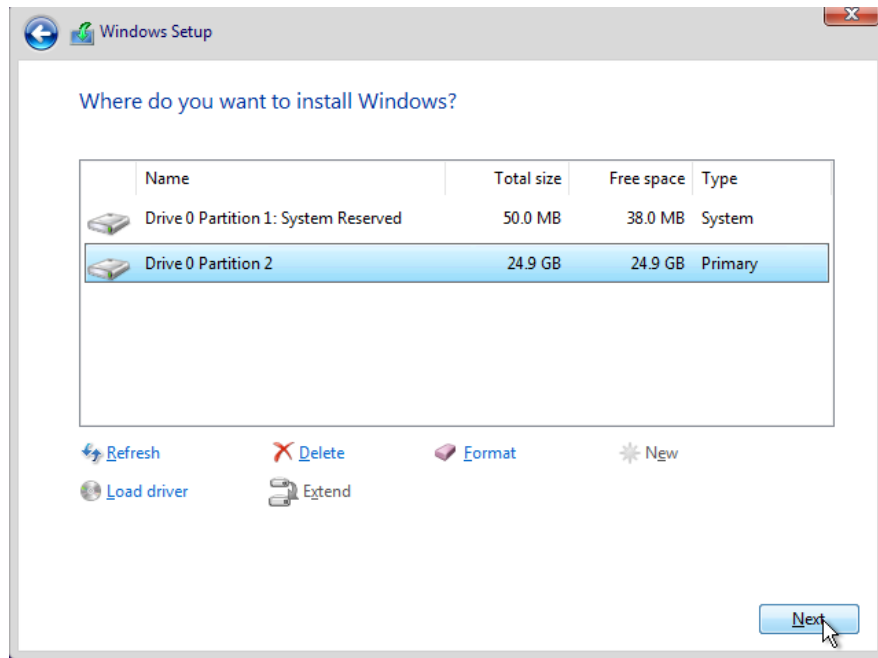 Windows Setup
Where do you want to install Windows?
Name Total size Free space Type
Drive 0 Partition 1: System Reserved 50.0 MB 38.0 MB System
Drive 0 Partition 2 24.9 GB 24.9 GB Primary
Refresh Delete Format New
Load driver Extend
Next